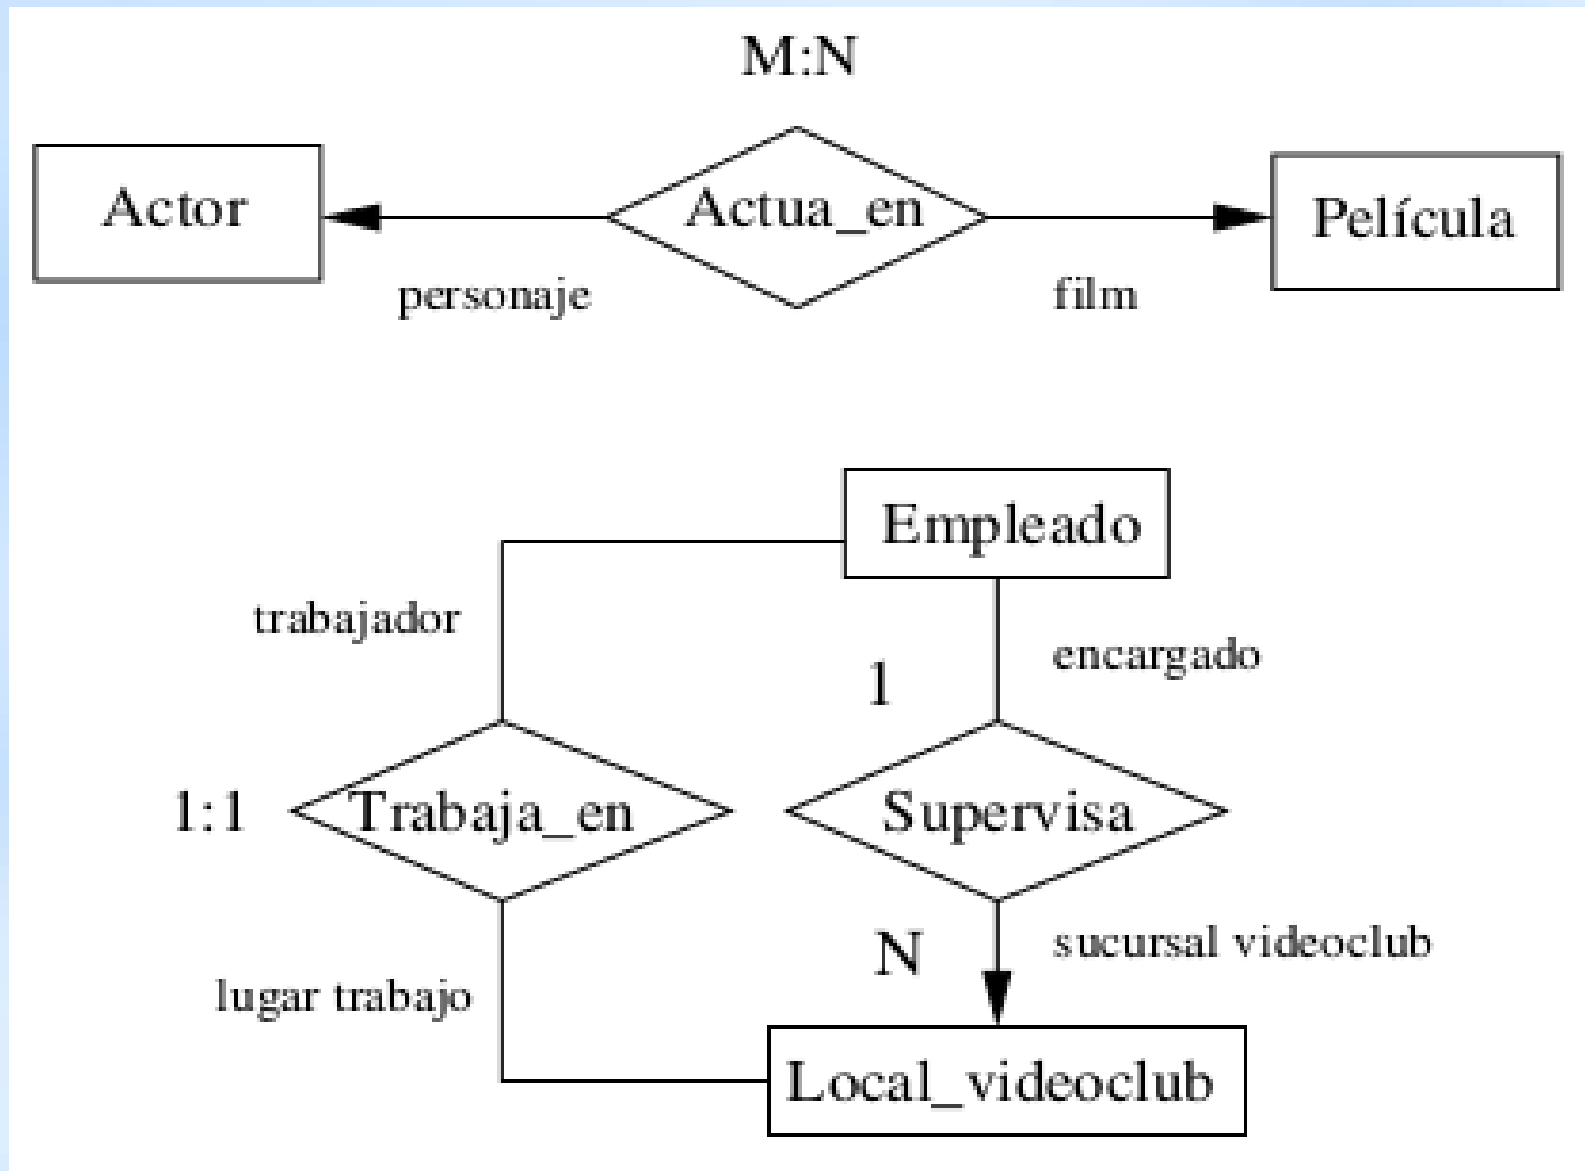 M:N
Actor
Actua_en
Película
personaje
film
Empleado
trabajador
encargado
1
1:1
Trabaja_en
Supervisa
N
sucursal videoclub
lugar trabajo
Local_videoclub